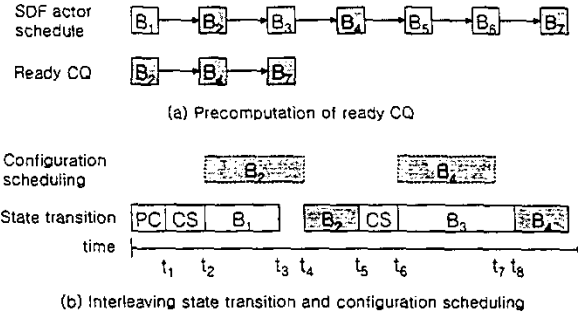 SDF actor schedule B₁ B₂ B₃ B₄ B₅ B₆ B₇
Ready CQ B₂ B₄ B₇
(a) Precomputation of ready CQ
Configuration scheduling B₂ B₄
State transition PC CS B₁ B₂ CS B₃ B₄
time
t₁ t₂ t₃ t₄ t₅ t₆ t₇ t₈
(b) Interleaving state transition and configuration scheduling